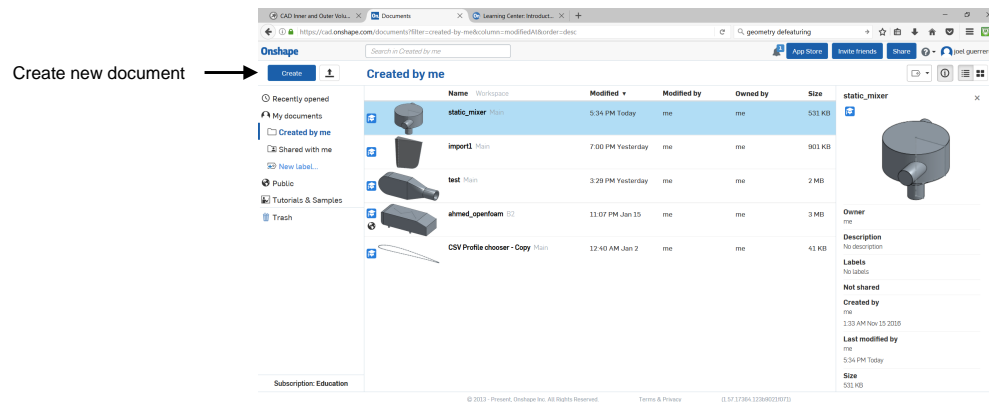 CAD Inner and Outer Volu... × On Documents × Learning Center: Introduct... × +
https://cad.onshape.com/documents?filter=created-by-me&column=modifiedAt&order=desc geometry defeaturing
Onshape Search in Created by me 1 App Store Invite friends Share joel guerrero
Create new document
Create Created by me
Name Workspace Modified Modified by Owned by Size
static_mixer Main 5:34 PM Today me me 531 KB
import1 Main 7:00 PM Yesterday me me 901 KB
test Main 3:29 PM Yesterday me me 2 MB
ahmed_openfoam B2 11:07 PM Jan 15 me me 3 MB
CSV Profile chooser - Copy Main 12:40 AM Jan 2 me me 41 KB
Recently opened
My documents
Created by me
Shared with me
New label...
Public
Tutorials & Samples
Trash
Subscription: Education
static_mixer ×
Owner
me
Description
No description
Labels
No labels
Not shared
Created by
me
1:33 AM Nov 15 2016
Last modified by
me
5:34 PM Today
Size
531 KB
© 2013 - Present, Onshape Inc. All Rights Reserved. Terms & Privacy